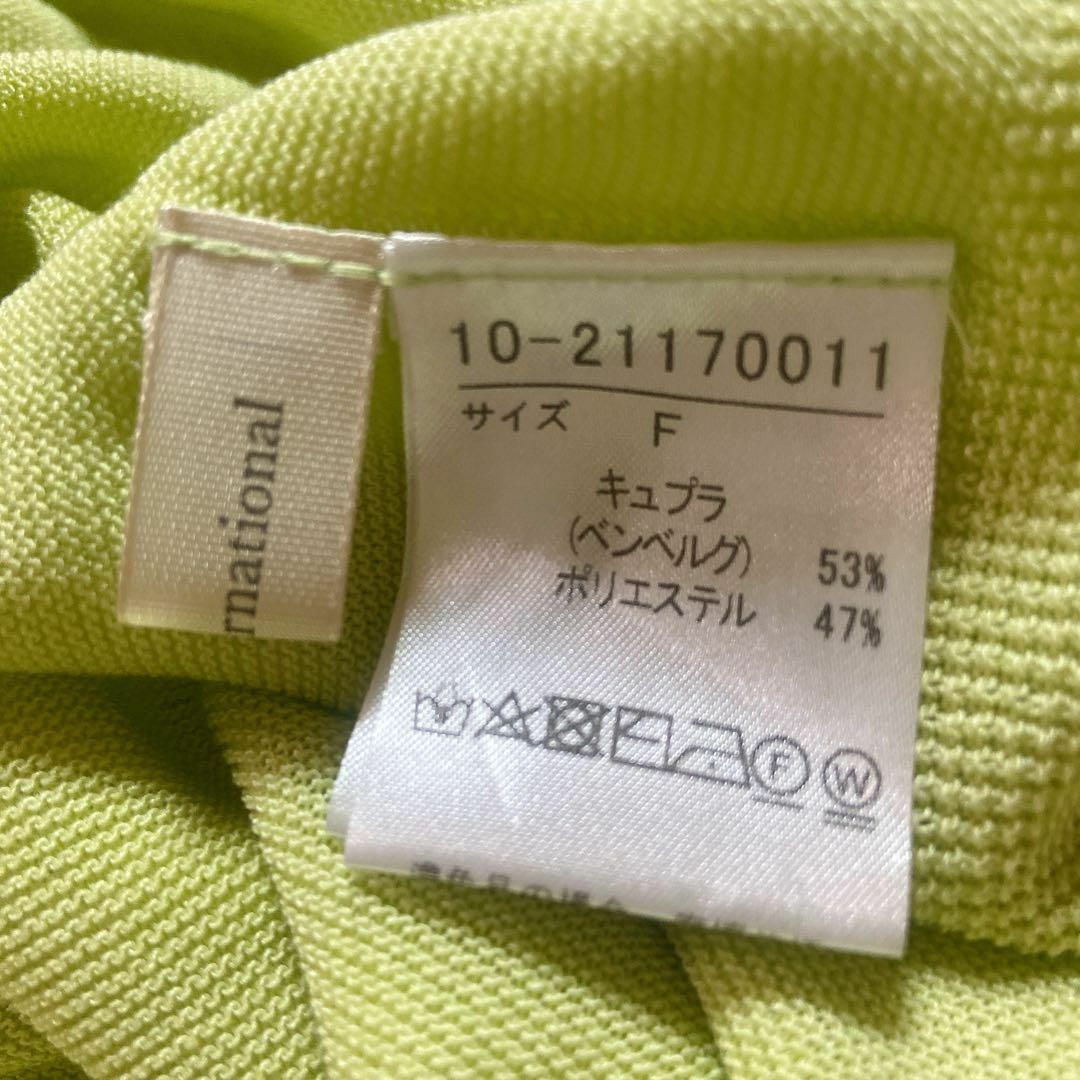 rnational
10-21170011
サイズ F
キュプラ
(ベンベルグ) 53%
ポリエステル 47%
F W